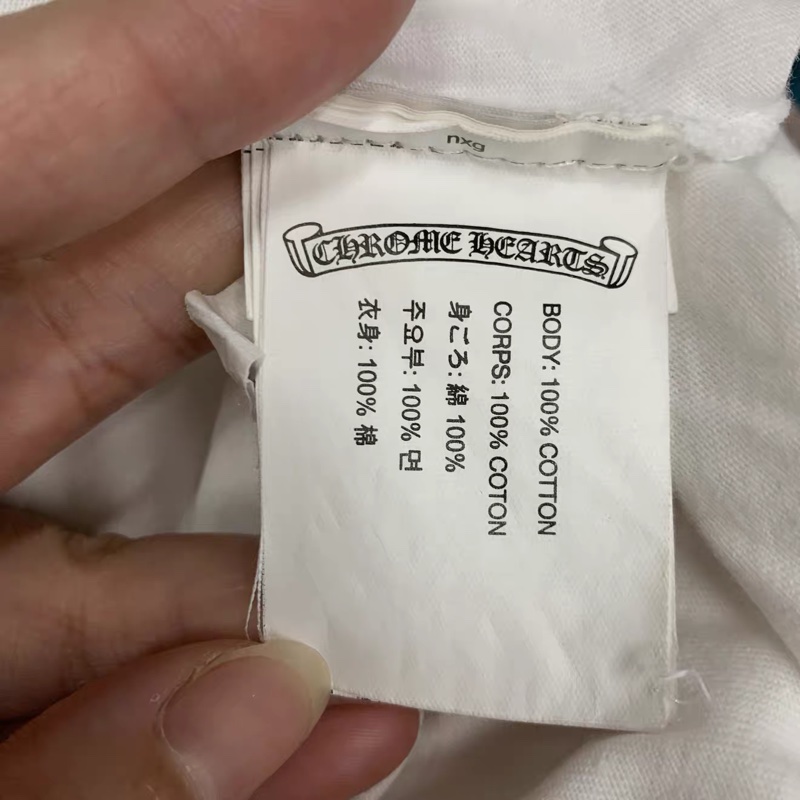 nxg
CHROME HEARTS
BODY: 100% COTTON
CORPS: 100% COTON
身ごろ: 綿 100%
주요부: 100% 면
衣身: 100% 棉